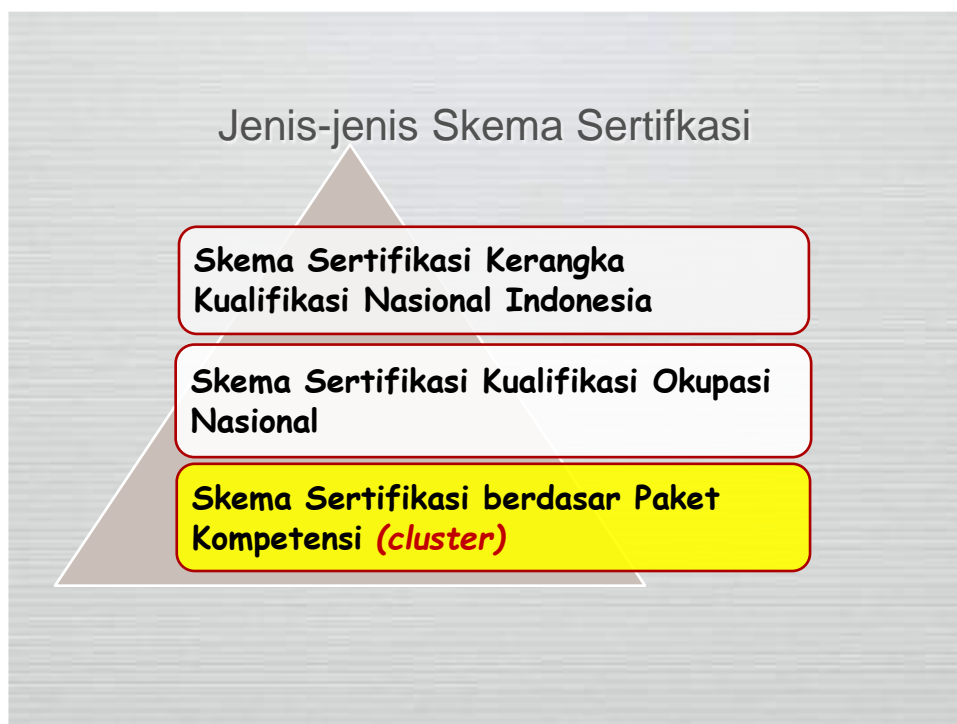 Jenis-jenis Skema Sertifkasi
Skema Sertifikasi Kerangka
Kualifikasi Nasional Indonesia
Skema Sertifikasi Kualifikasi Okupasi
Nasional
Skema Sertifikasi berdasar Paket
Kompetensi (cluster)